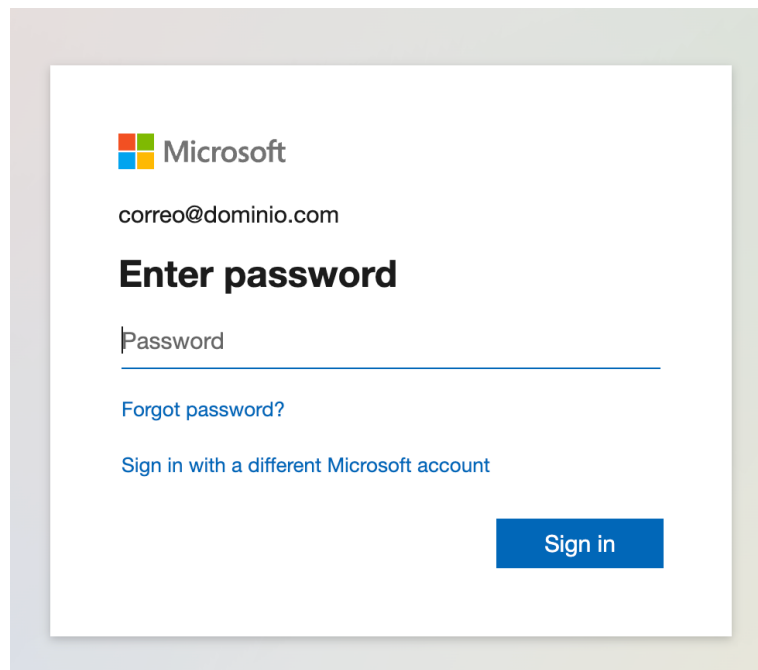 Microsoft
correo@dominio.com
Enter password
Password
Forgot password?
Sign in with a different Microsoft account
Sign in